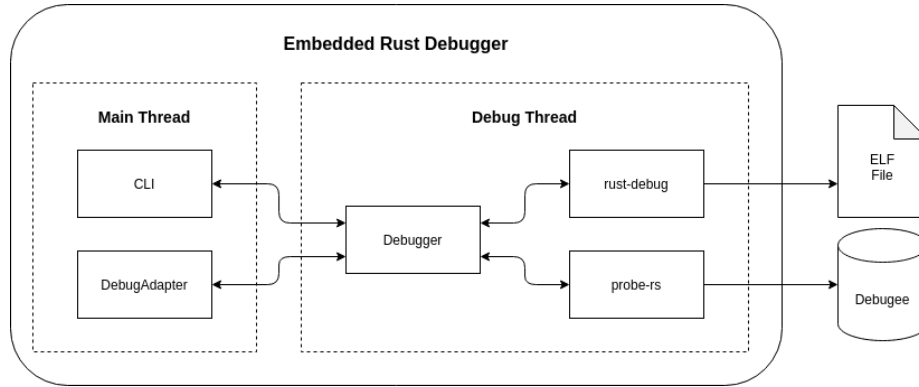 Embedded Rust Debugger
Main Thread
Debug Thread
CLI
DebugAdapter
Debugger
rust-debug
probe-rs
ELF
File
Debugee